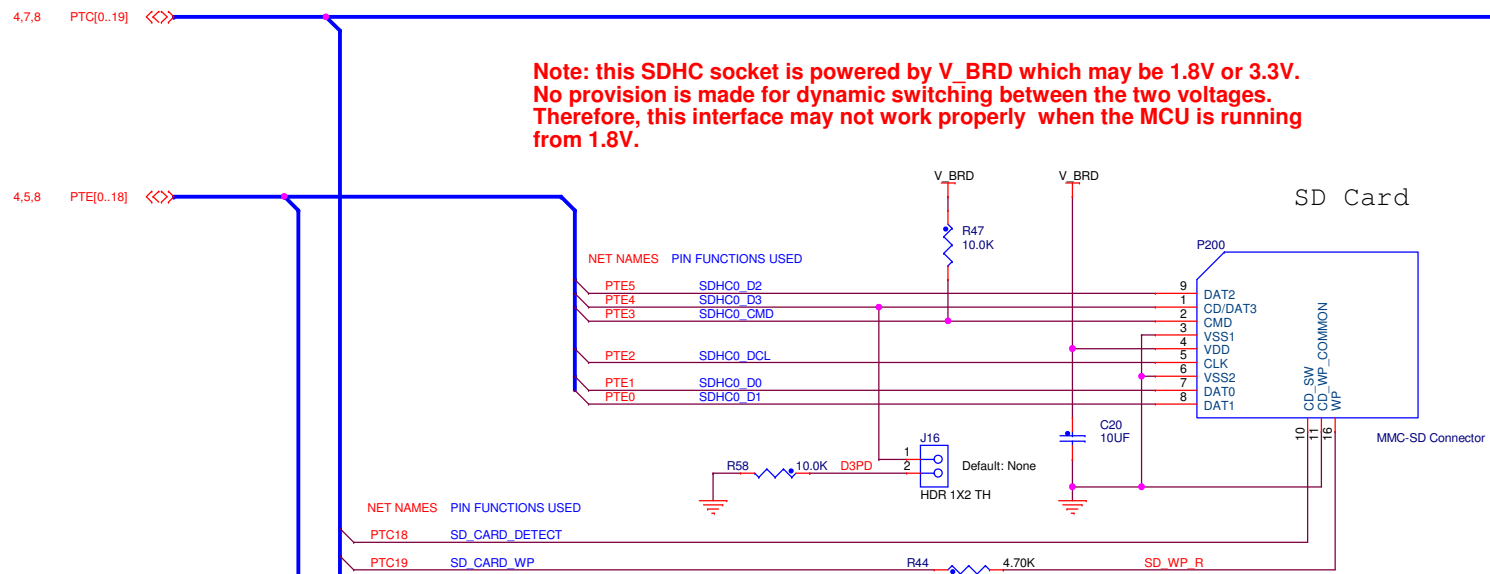 4,7,8 PTC[0..19]
Note: this SDHC socket is powered by V_BRD which may be 1.8V or 3.3V.
No provision is made for dynamic switching between the two voltages.
Therefore, this interface may not work properly when the MCU is running
from 1.8V.
4,5,8 PTE[0..18]
V_BRD V_BRD
SD Card
R47
10.0K
P200
NET NAMES PIN FUNCTIONS USED
PTE5 SDHC0_D2 9 DAT2
PTE4 SDHC0_D3 1 CD/DAT3
PTE3 SDHC0_CMD 2 CMD
3 VSS1
4 VDD
PTE2 SDHC0_DCL 5 CLK
6 VSS2
PTE1 SDHC0_D0 7 DAT0
PTE0 SDHC0_D1 8 DAT1
CD_SW
CD_WP_COMMON
WP
10 11 16
MMC-SD Connector
C20
10UF
J16
1
2
Default: None
HDR 1X2 TH
R58 10.0K D3PD
NET NAMES PIN FUNCTIONS USED
PTC18 SD_CARD_DETECT
PTC19 SD_CARD_WP R44 4.70K SD_WP_R